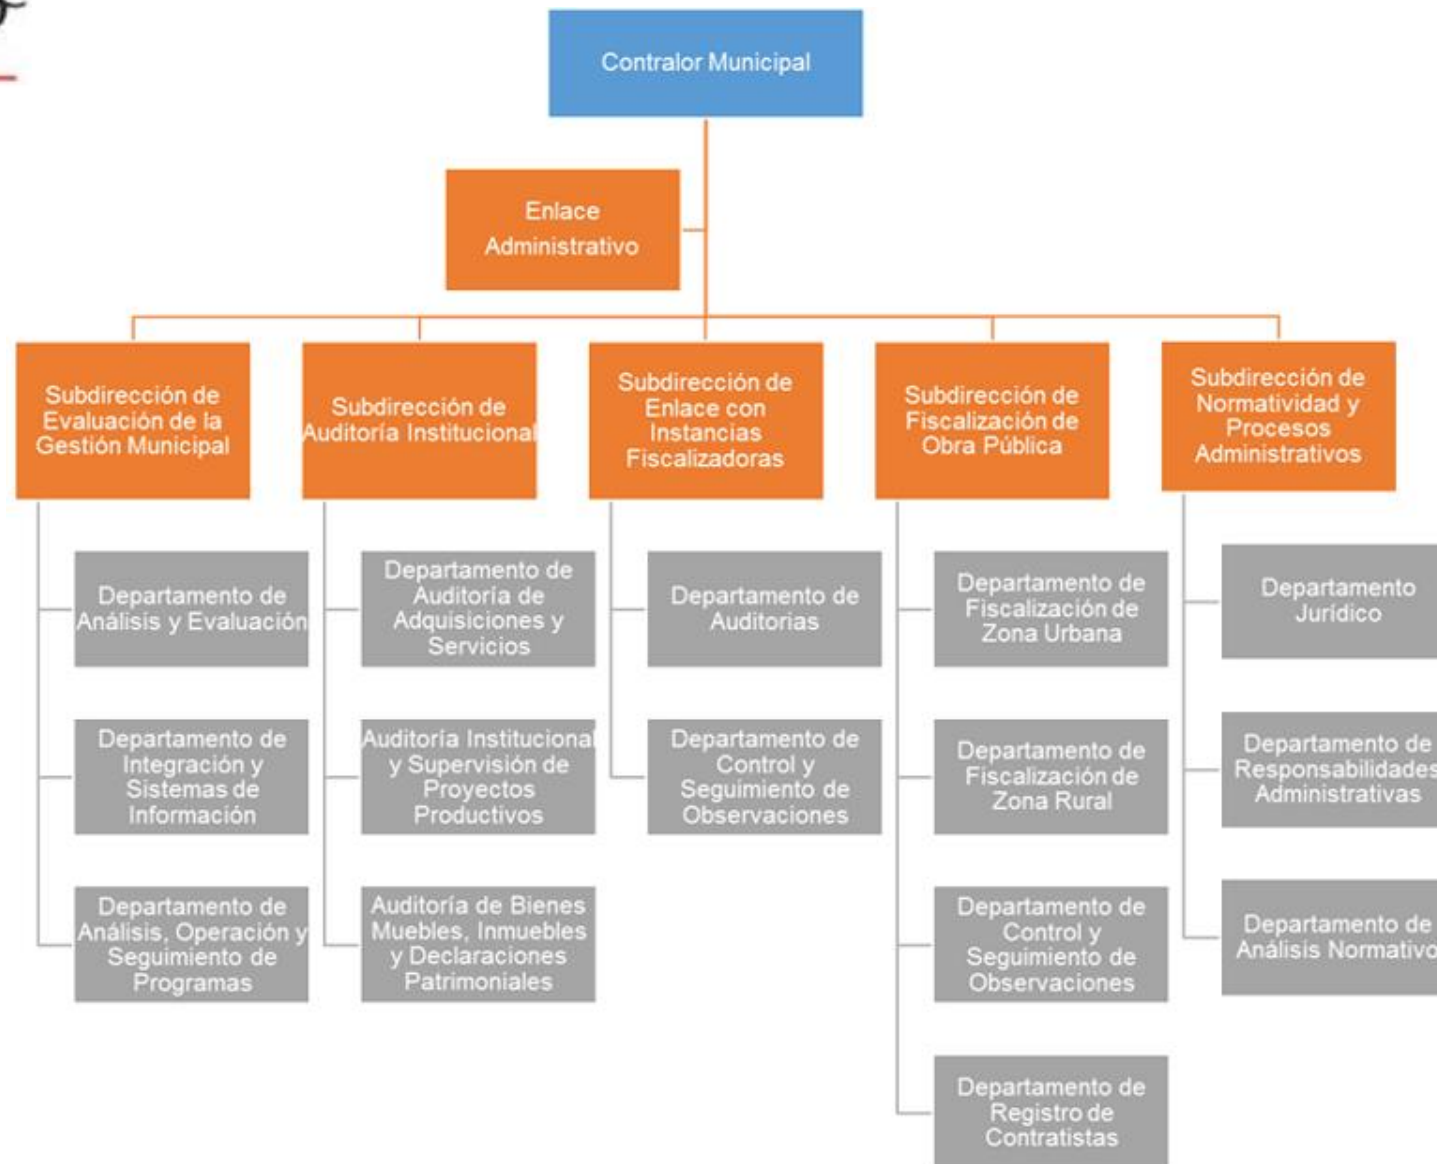 Contralor Municipal
Enlace
Administrativo
Subdirección de
Evaluación de la
Gestión Municipal
Subdirección de
Auditoría Institucional
Subdirección de
Enlace con
Instancias
Fiscalizadoras
Subdirección de
Fiscalización de
Obra Pública
Subdirección de
Normatividad y
Procesos
Administrativos
Departamento de
Análisis y Evaluación
Departamento de
Integración y
Sistemas de
Información
Departamento de
Análisis, Operación y
Seguimiento de
Programas
Departamento de
Auditoría de
Adquisiciones y
Servicios
Auditoría Institucional
y Supervisión de
Proyectos
Productivos
Auditoría de Bienes
Muebles, Inmuebles
y Declaraciones
Patrimoniales
Departamento de
Auditorias
Departamento de
Control y
Seguimiento de
Observaciones
Departamento de
Fiscalización de
Zona Urbana
Departamento de
Fiscalización de
Zona Rural
Departamento de
Control y
Seguimiento de
Observaciones
Departamento de
Registro de
Contratistas
Departamento
Jurídico
Departamento de
Responsabilidades
Administrativas
Departamento de
Análisis Normativo